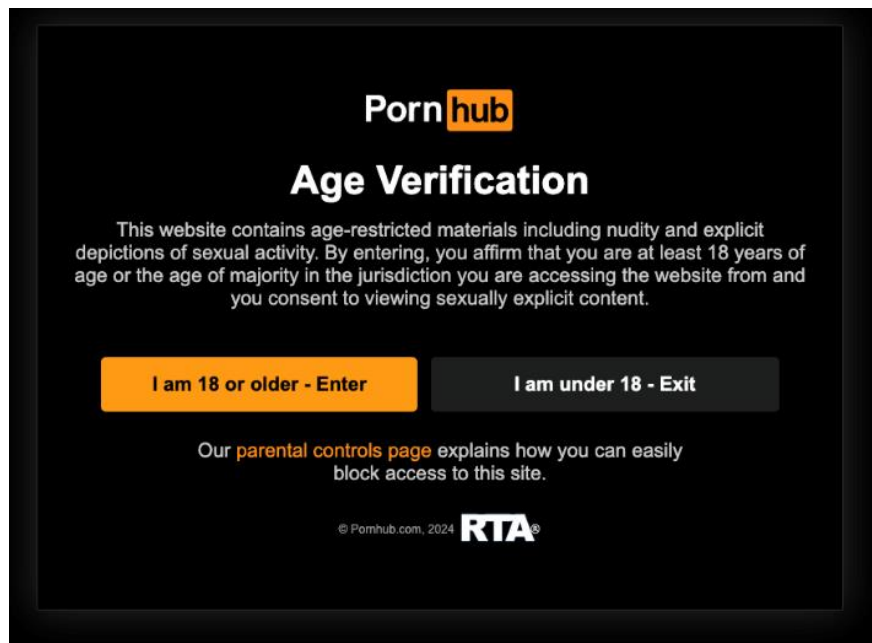 Pornhub
Age Verification
This website contains age-restricted materials including nudity and explicit
depictions of sexual activity. By entering, you affirm that you are at least 18 years of
age or the age of majority in the jurisdiction you are accessing the website from and
you consent to viewing sexually explicit content.
I am 18 or older - Enter
I am under 18 - Exit
Our parental controls page explains how you can easily
block access to this site.
© Pornhub.com, 2024 RTA®